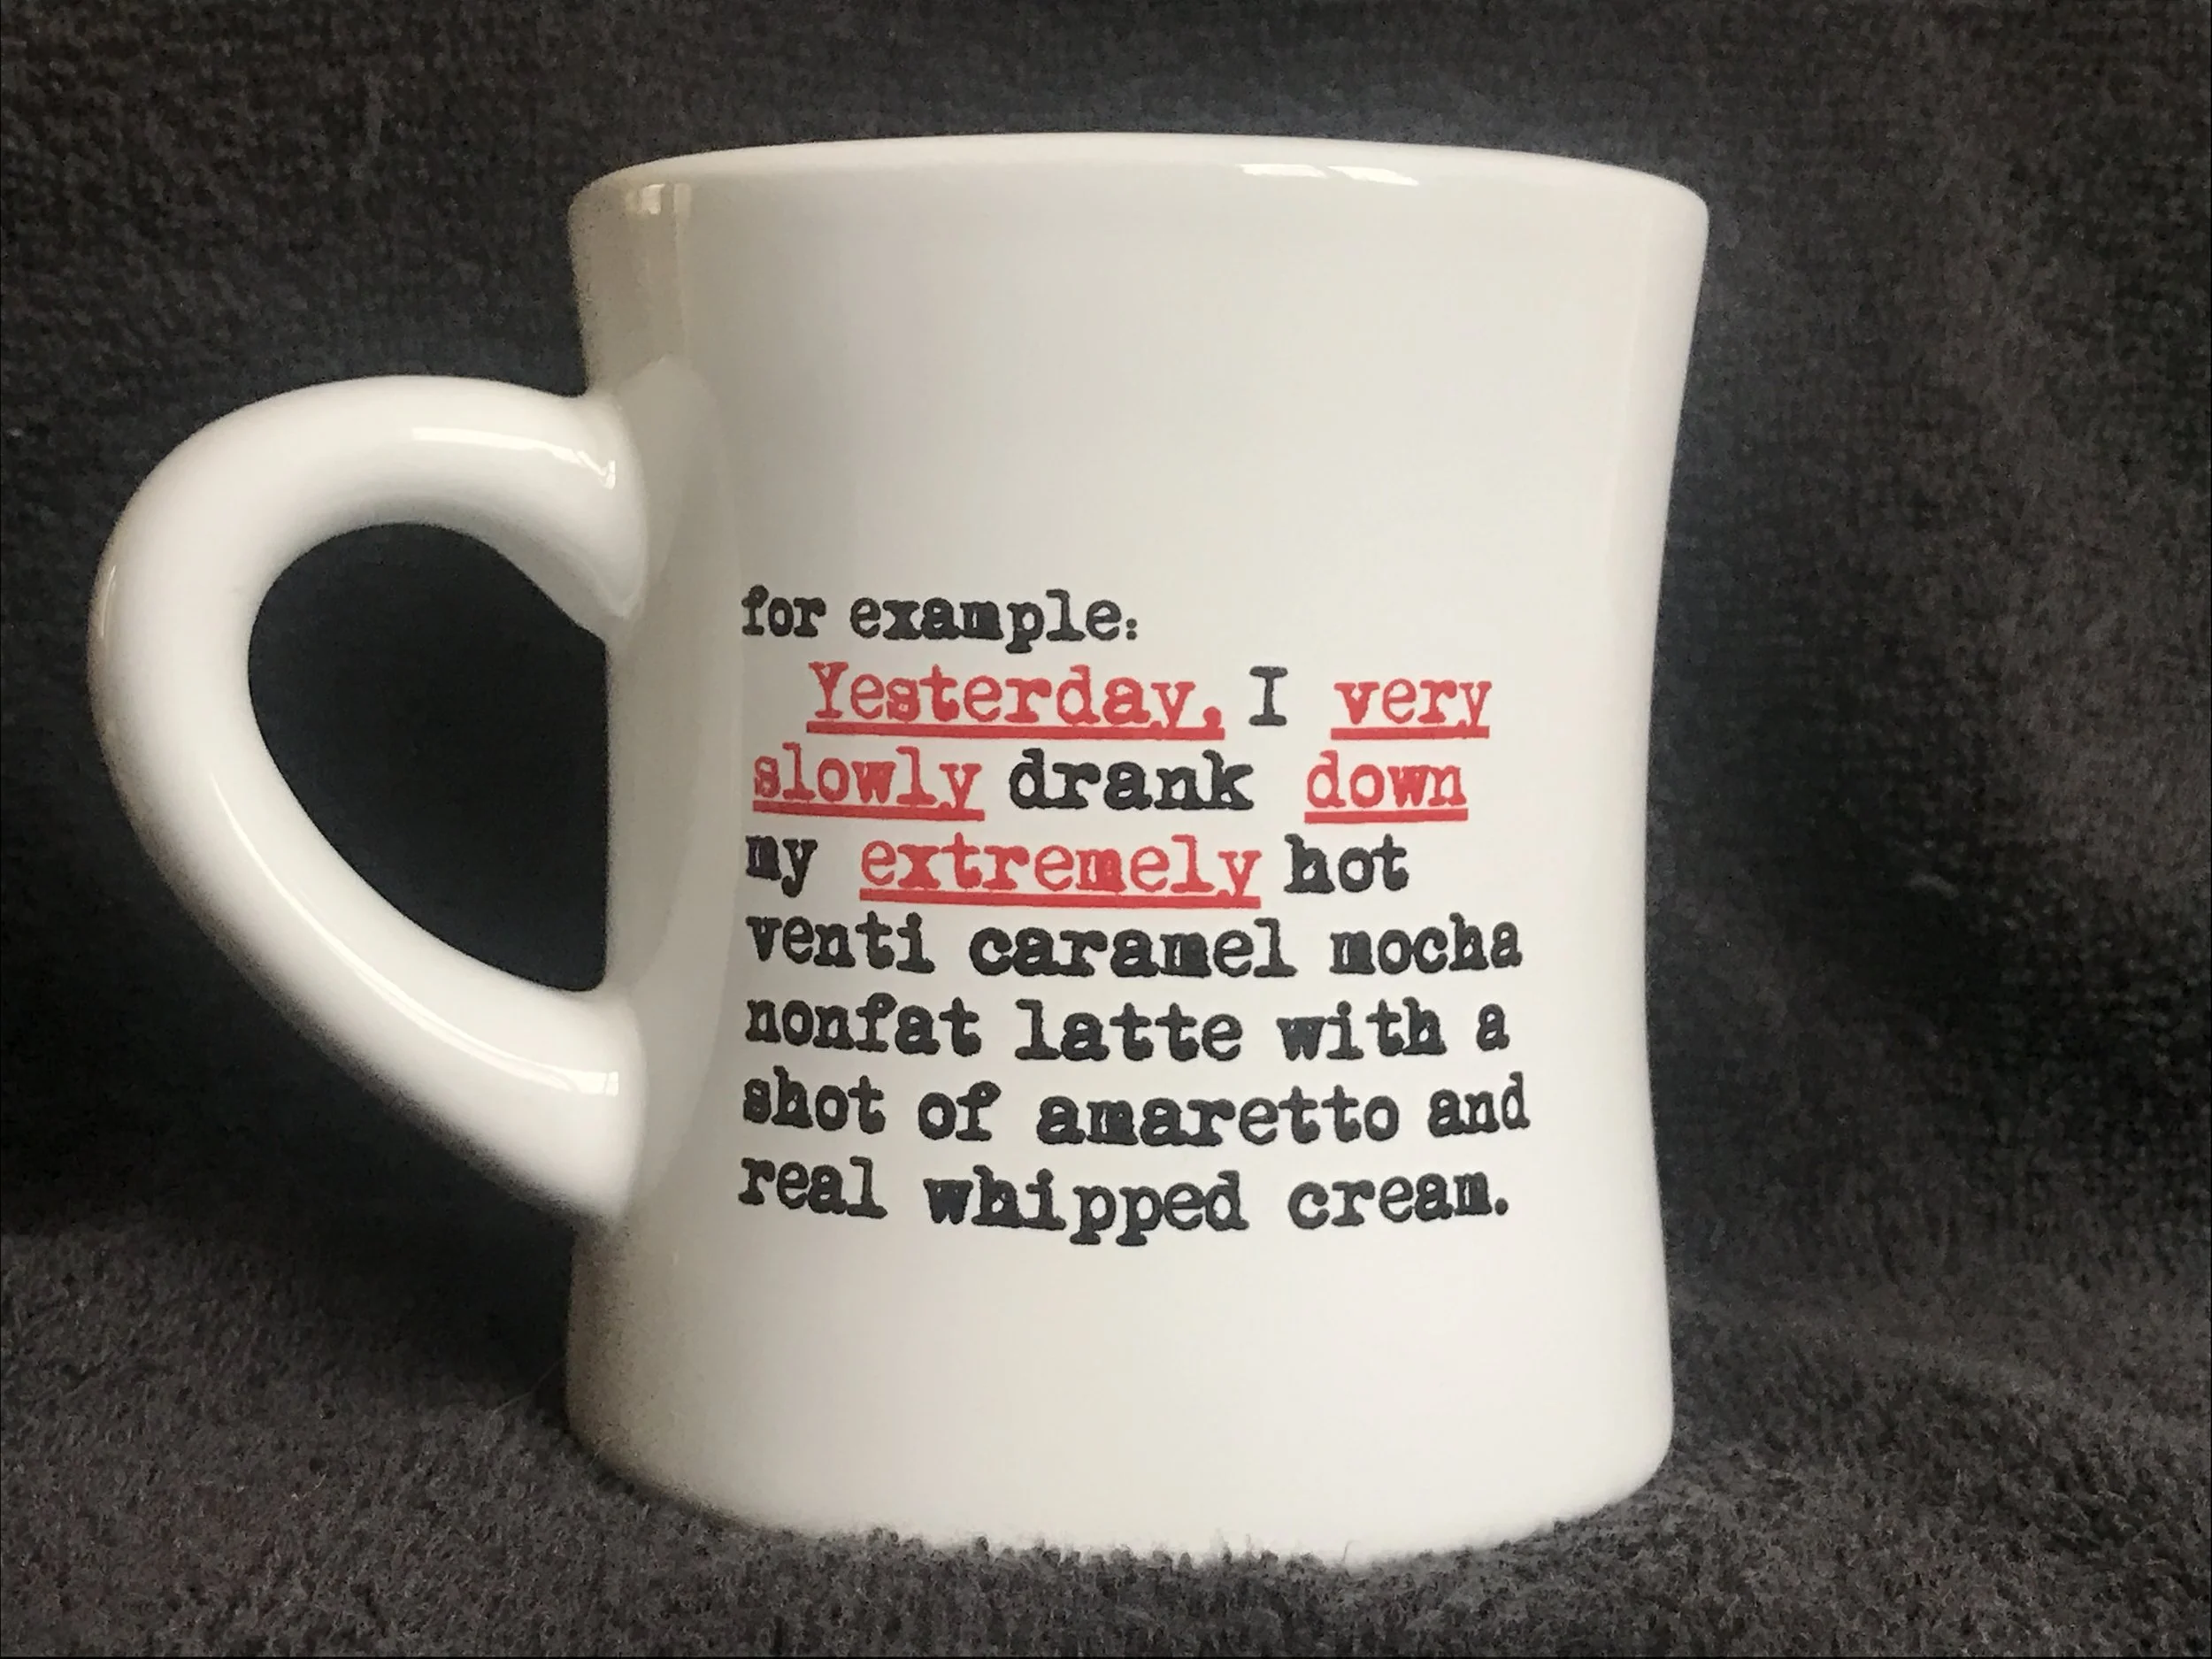 for example:
Yesterday, I very
slowly drank down
my extremely hot
venti caramel mocha
nonfat latte with a
shot of amaretto and
real whipped cream.